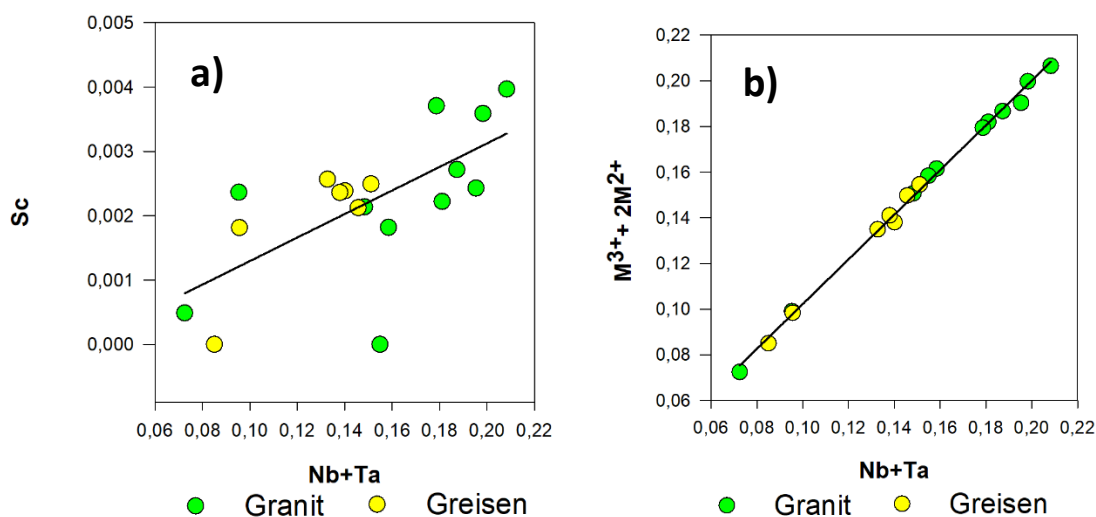 a)
0,005
0,004
0,003
0,002
0,001
0,000
Sc
0,06 0,08 0,10 0,12 0,14 0,16 0,18 0,20 0,22
Nb+Ta
Granit Greisen
b)
0,22
0,20
0,18
0,16
0,14
0,12
0,10
0,08
0,06
M³⁺+ 2M²⁺
0,06 0,08 0,10 0,12 0,14 0,16 0,18 0,20 0,22
Nb+Ta
Granit Greisen